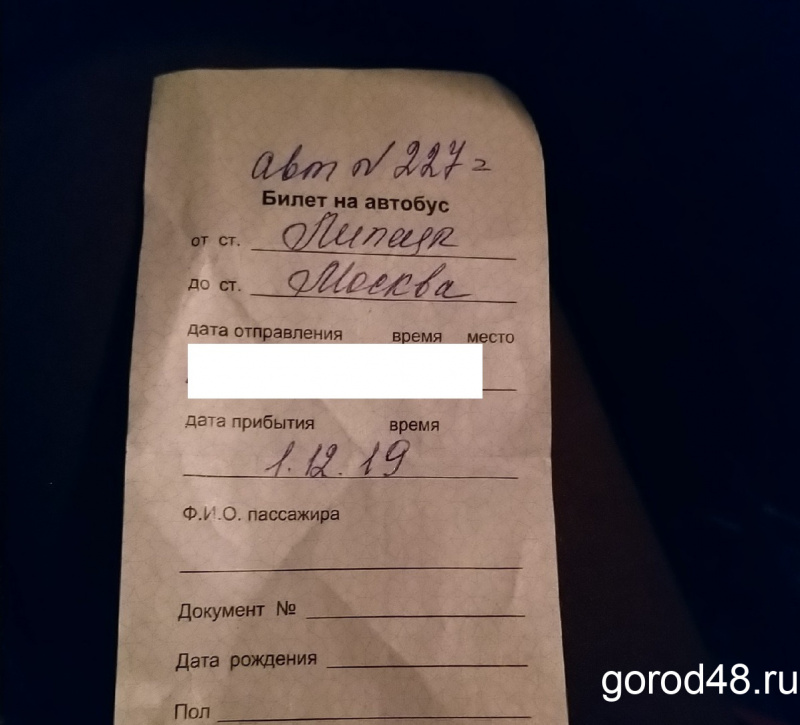 авт № 227 =
Билет на автобус
от ст. Липецк
до ст. Москва
дата отправления время место
дата прибытия время
1.12.19
Ф.И.О. пассажира
Документ №
Дата рождения
Пол
gorod48.ru